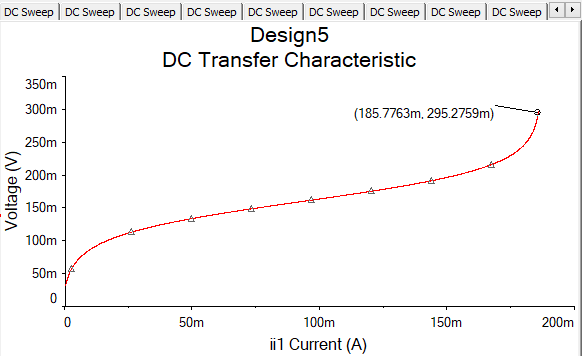 DC Sweep DC Sweep DC Sweep DC Sweep DC Sweep DC Sweep DC Sweep DC Sweep DC Sweep
Design5
DC Transfer Characteristic
350m
300m
(185.7763m, 295.2759m)
250m
200m
150m
100m
50m
0
Voltage (V)
0 50m 100m 150m 200m
ii1 Current (A)